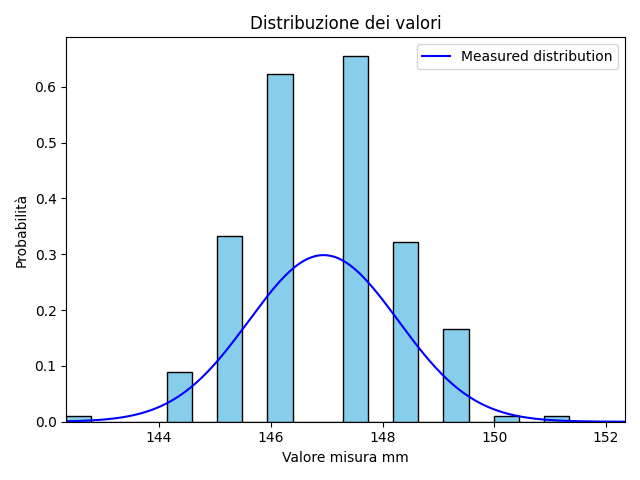 Distribuzione dei valori
Measured distribution
Probabilità
0.6
0.5
0.4
0.3
0.2
0.1
0.0
144 146 148 150 152
Valore misura mm